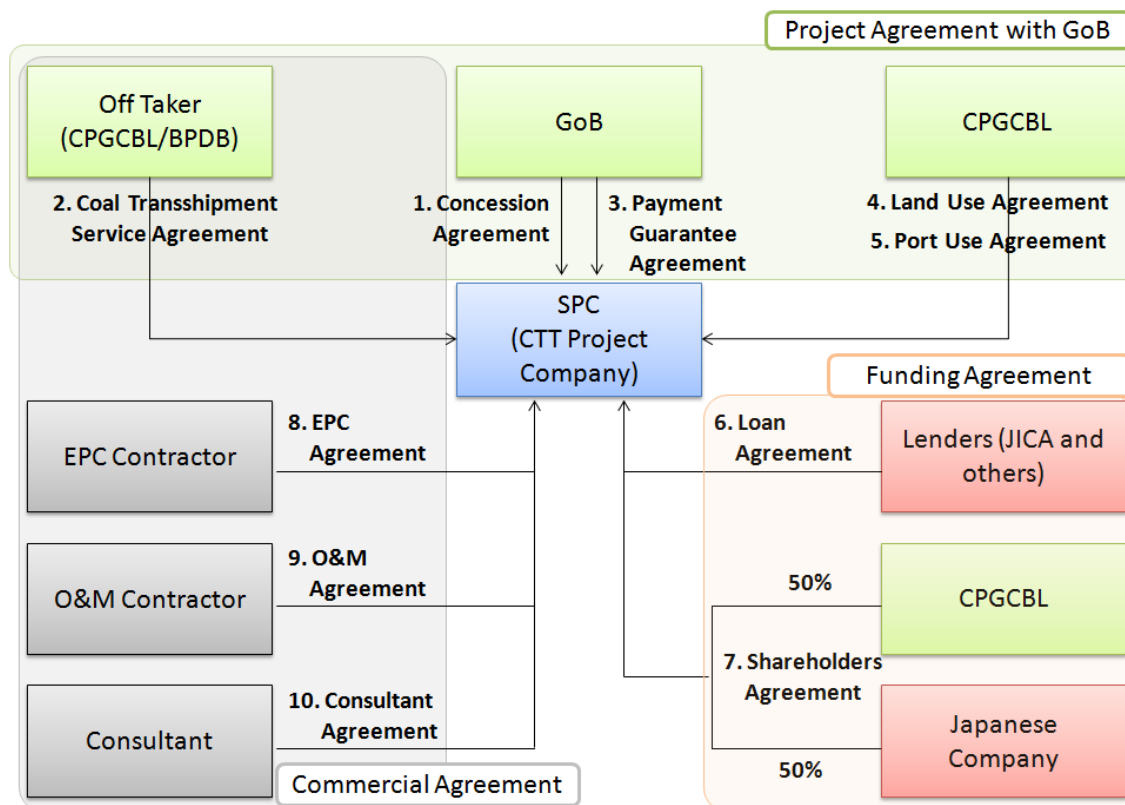 Project Agreement with GoB
Off Taker
(CPGCBL/BPDB)
GoB
CPGCBL
2. Coal Transshipment
Service Agreement
1. Concession
Agreement
3. Payment
Guarantee
Agreement
4. Land Use Agreement
5. Port Use Agreement
SPC
(CTT Project
Company)
Funding Agreement
EPC Contractor
8. EPC
Agreement
6. Loan
Agreement
Lenders (JICA and
others)
O&M Contractor
9. O&M
Agreement
50%
CPGCBL
7. Shareholders
Agreement
Consultant
10. Consultant
Agreement
Japanese
Company
50%
Commercial Agreement